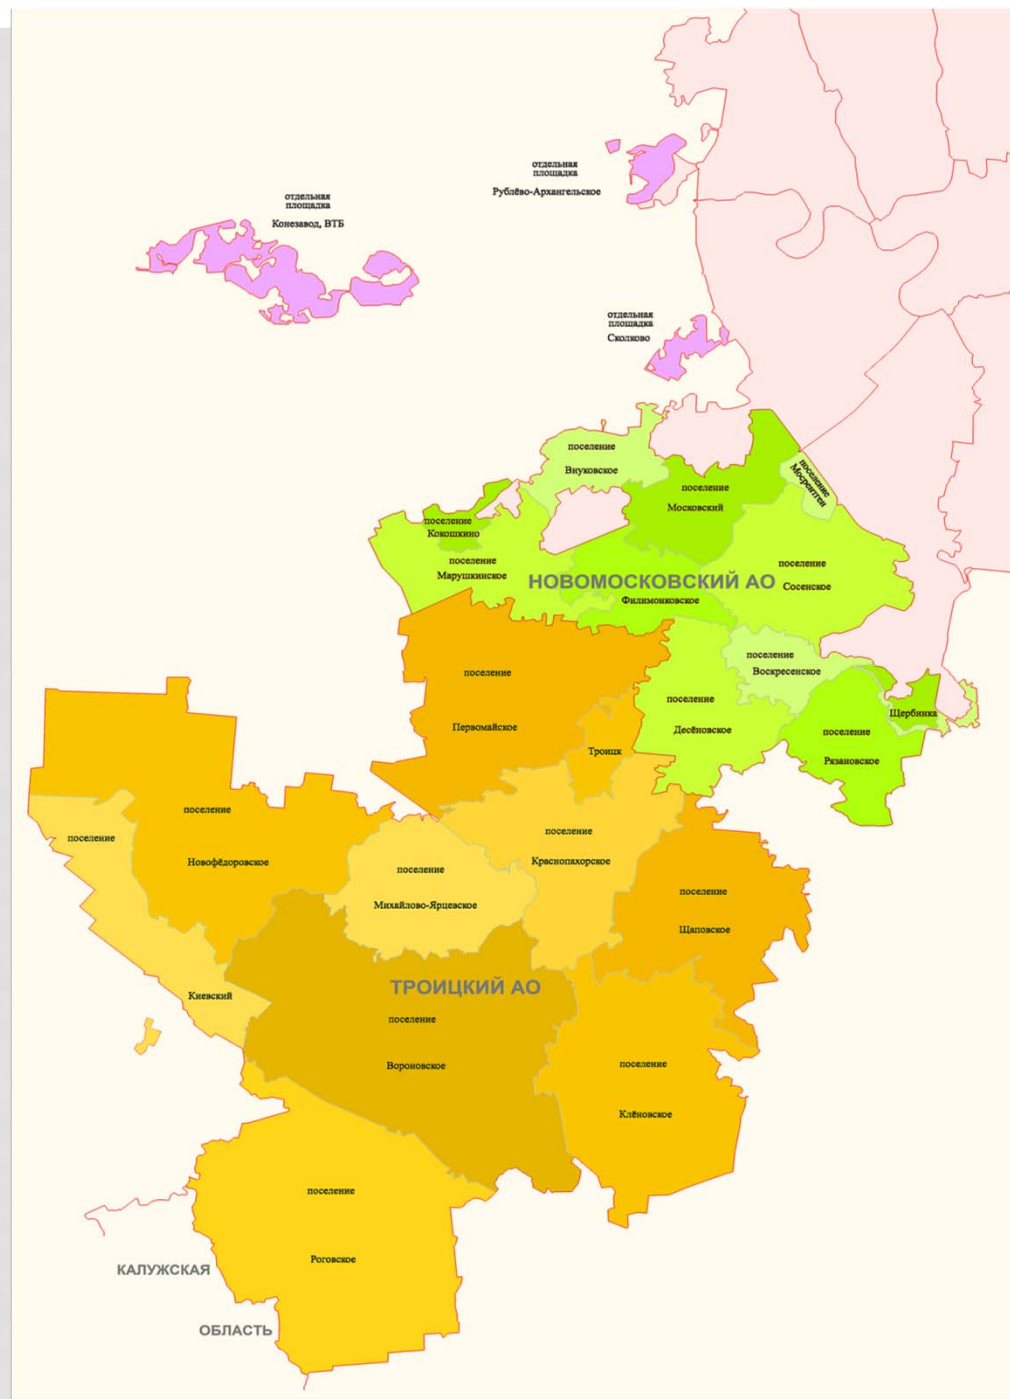 отдельная
площадка
Рублёво-Архангельское
отдельная
площадка
Конезавод, ВТБ
отдельная
площадка
Сколково
поселение
Внуковское
поселение
Мосрентген
поселение
Московский
поселение
Кокошкино
поселение
Марушкинское
НОВОМОСКОВСКИЙ АО
поселение
Сосенское
Филимонковское
поселение
Воскресенское
поселение
Первомайское
поселение
Десёновское
Щербинка
поселение
Рязановское
Троицк
поселение
Новофёдоровское
поселение
Киевский
поселение
Краснопахорское
поселение
Михайлово-Ярцевское
поселение
Щаповское
ТРОИЦКИЙ АО
поселение
Вороновское
поселение
Клёновское
поселение
Роговское
КАЛУЖСКАЯ
ОБЛАСТЬ